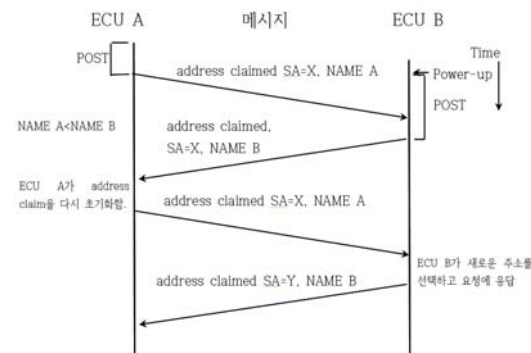 ECU A 메시지 ECU B
Time
POST
address claimed SA=X, NAME A
Power-up
POST
NAME A<NAME B
address claimed,
SA=X, NAME B
ECU A가 address
claim을 다시 초기화함.
address claimed SA=X, NAME A
ECU B가 새로운 주소를
선택하고 요청에 응답
address claimed SA=Y, NAME B